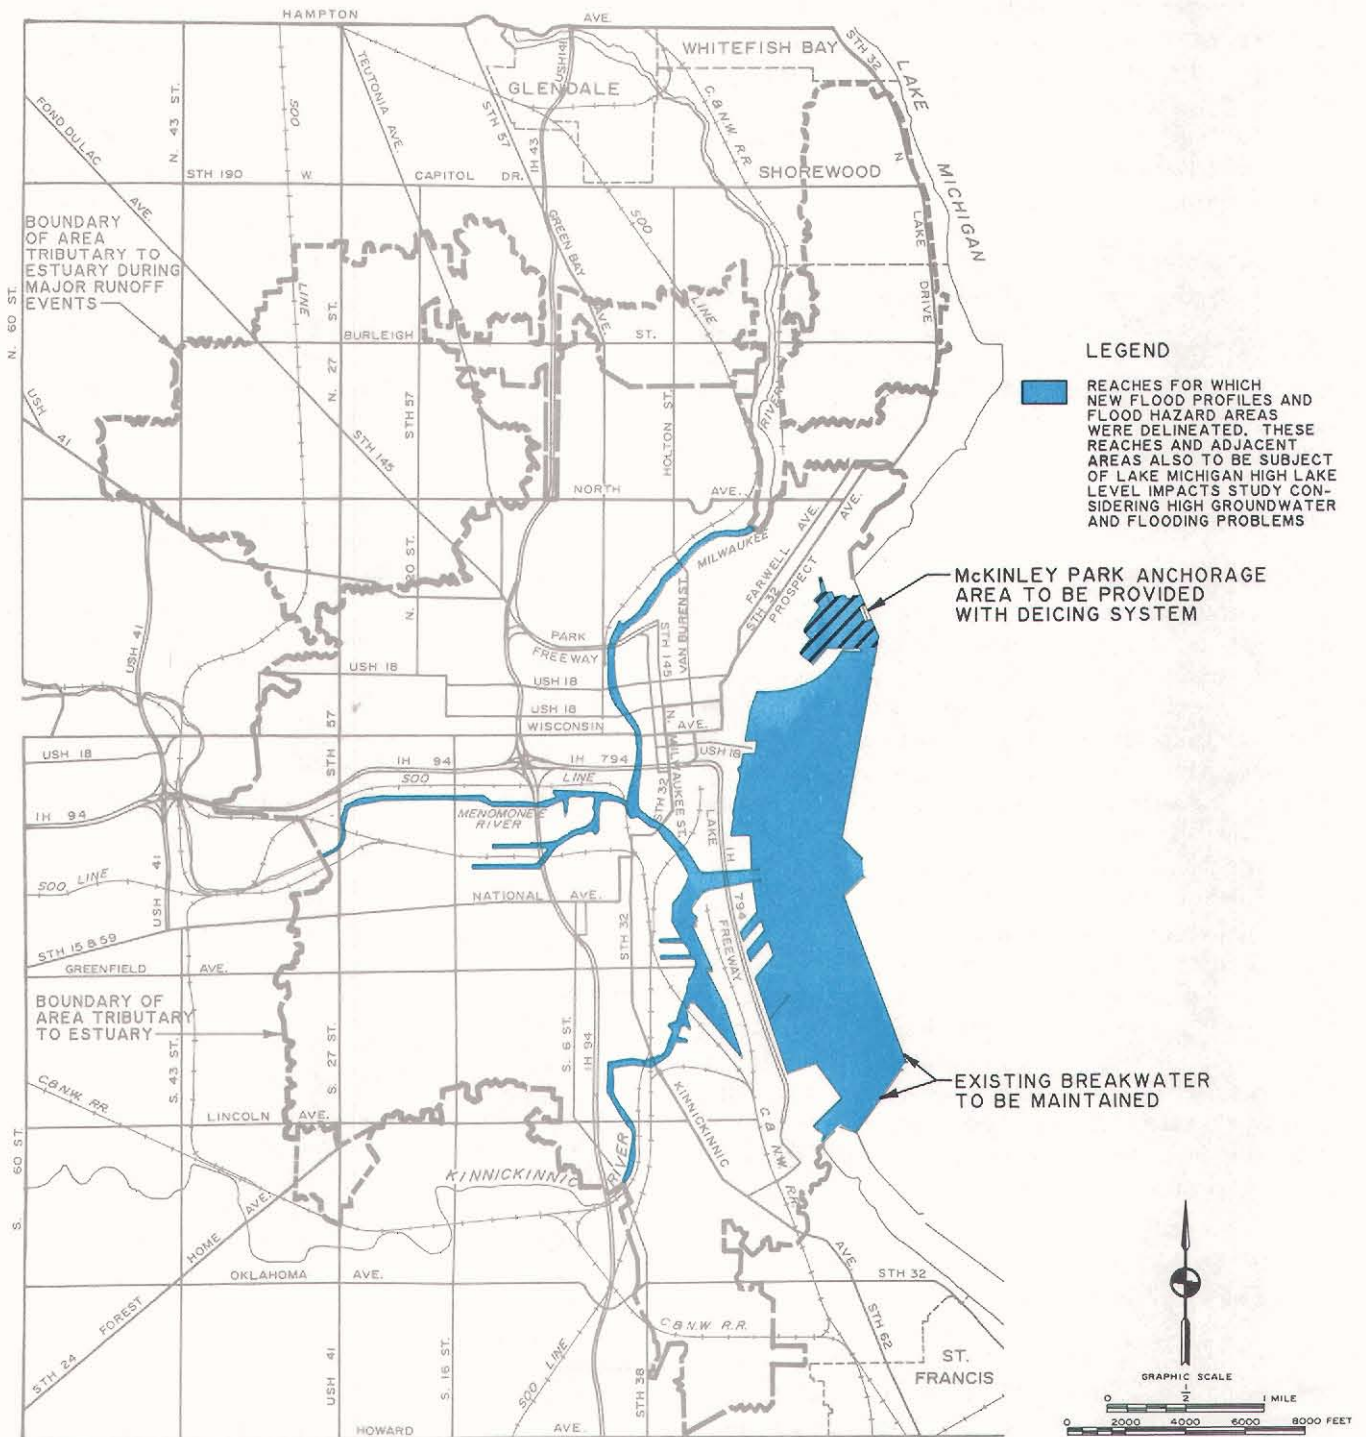 HAMPTON AVE.
WHITEFISH BAY
STH 32
LAKE
MICHIGAN
GLENDALE
USH 141
TEUTONIA AVE.
STH 57
C.& N.W. R.R.
FOND DU LAC
AVE.
N. 43 ST.
SOO
LINE
SHOREWOOD
STH 190 W. CAPITOL DR.
IH 43
N
LAKE
DRIVE
BOUNDARY
OF AREA
TRIBUTARY TO
ESTUARY DURING
MAJOR RUNOFF
EVENTS
GREEN BAY
AVE.
SOO
LINE
N. 60 ST.
N. 27 ST.
BURLEIGH ST.
LEGEND
REACHES FOR WHICH
NEW FLOOD PROFILES AND
FLOOD HAZARD AREAS
WERE DELINEATED. THESE
REACHES AND ADJACENT
AREAS ALSO TO BE SUBJECT
OF LAKE MICHIGAN HIGH LAKE
LEVEL IMPACTS STUDY CON-
SIDERING HIGH GROUNDWATER
AND FLOODING PROBLEMS
USH
41
STH 145
STH 57
HOLTON ST.
RIVER
NORTH AVE.
MILWAUKEE
FARWELL AVE.
PROSPECT AVE.
STH 32
N. 20 ST.
McKINLEY PARK ANCHORAGE
AREA TO BE PROVIDED
WITH DEICING SYSTEM
USH 41
PARK
FREEWAY
STH 145
VAN BUREN ST.
USH 18
USH 18
USH 18
WISCONSIN AVE.
N. MILWAUKEE ST.
STH 57
USH 18
IH 94
IH 794
USH 18
SOO LINE
STH 32
LAKE
IH 794
FREEWAY
IH 94
MENOMONEE
RIVER
SOO LINE
USH 41
NATIONAL AVE.
STH 15 & 59
STH 32
GREENFIELD AVE.
BOUNDARY OF
AREA TRIBUTARY
TO ESTUARY
S. 43 ST.
S. 27 ST.
S. 6 ST.
IH 94
EXISTING BREAKWATER
TO BE MAINTAINED
C.& N.W. RR.
LINCOLN AVE.
KINNICKINNIC
AVE.
C.& N.W.
R.R.
S. 60 ST.
KINNICKINNIC RIVER
HOME AVE.
FOREST
STH 24
OKLAHOMA AVE.
STH 32
C.& N.W. R.R.
STH 62
ST.
FRANCIS
USH 41
S. 16 ST.
SOO LINE
STH 38
HOWARD AVE.
GRAPHIC SCALE
0 1/2 1 MILE
0 2000 4000 6000 8000 FEET